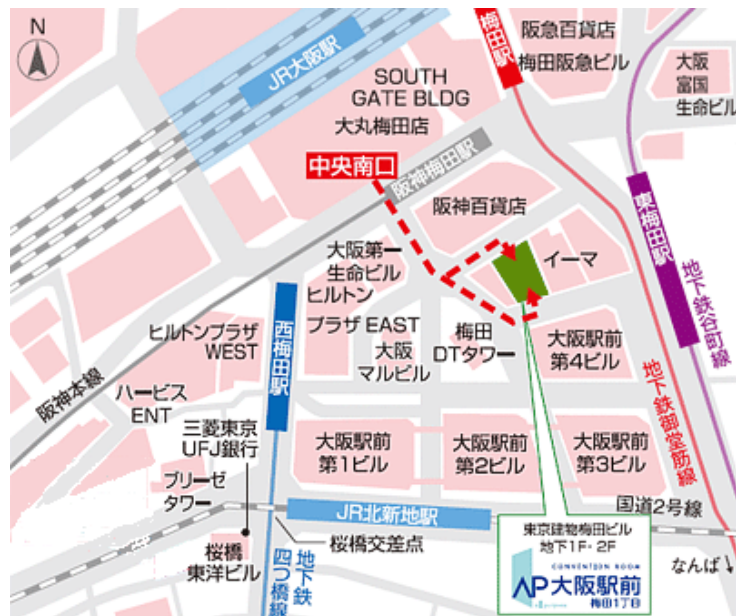 N
JR大阪駅
SOUTH
GATE BLDG
大丸梅田店
梅田駅
阪急百貨店
梅田阪急ビル
大阪
富国
生命ビル
中央南口
阪神梅田駅
阪神百貨店
東梅田駅
地下鉄谷町線
大阪第一
生命ビル
イーマ
ヒルトン
プラザ EAST
西梅田駅
ヒルトンプラザ
WEST
大阪
マルビル
梅田
DTタワー
大阪駅前
第4ビル
地下鉄御堂筋線
阪神本線
ハービス
ENT
三菱東京
UFJ銀行
大阪駅前
第1ビル
大阪駅前
第2ビル
大阪駅前
第3ビル
ブリーゼ
タワー
JR北新地駅
国道2号線
桜橋
東洋ビル
地下鉄
四つ橋線
桜橋交差点
東京建物梅田ビル
地下1F・2F
CONVENTION ROOM
AP大阪駅前
梅田1丁目
なんば↓